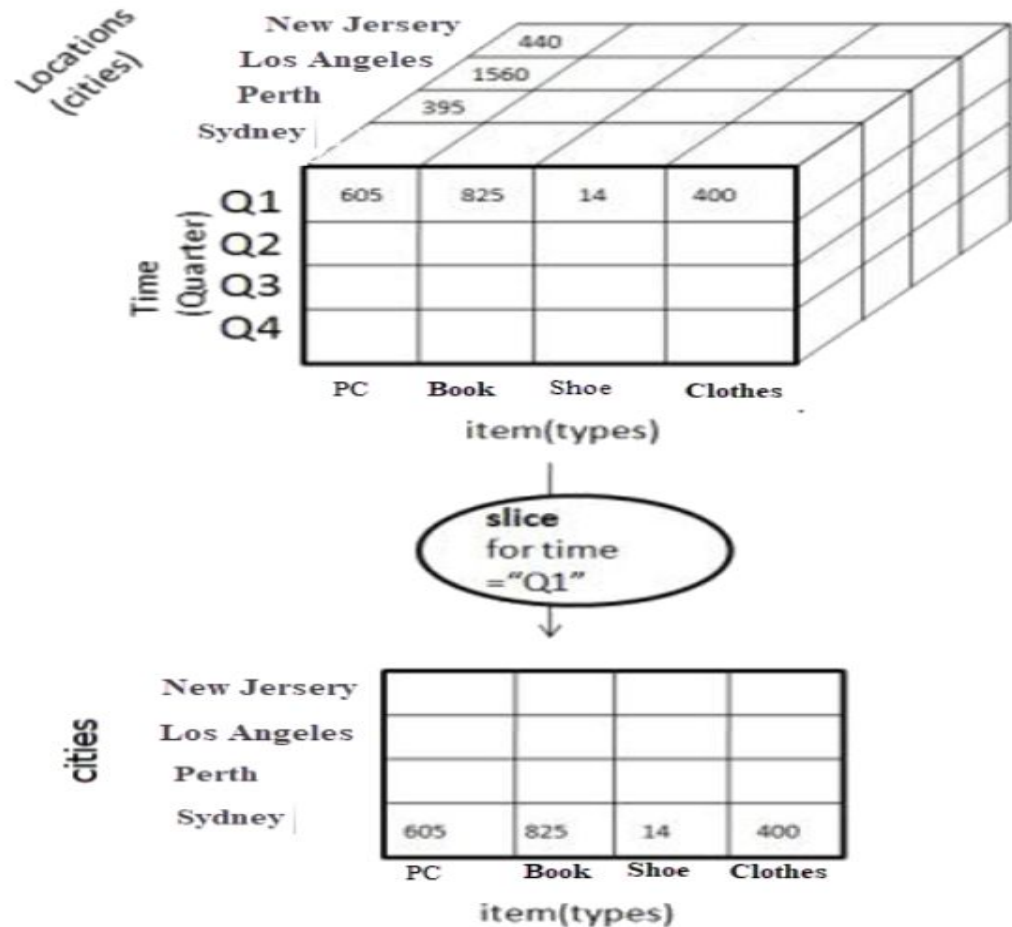 Locations
(cities)
New Jersery
Los Angeles
Perth
Sydney
440
1560
395
Time
(Quarter)
Q1 605 825 14 400
Q2
Q3
Q4
PC Book Shoe Clothes
item(types)
slice
for time
="Q1"
cities
New Jersery
Los Angeles
Perth
Sydney 605 825 14 400
PC Book Shoe Clothes
item(types)